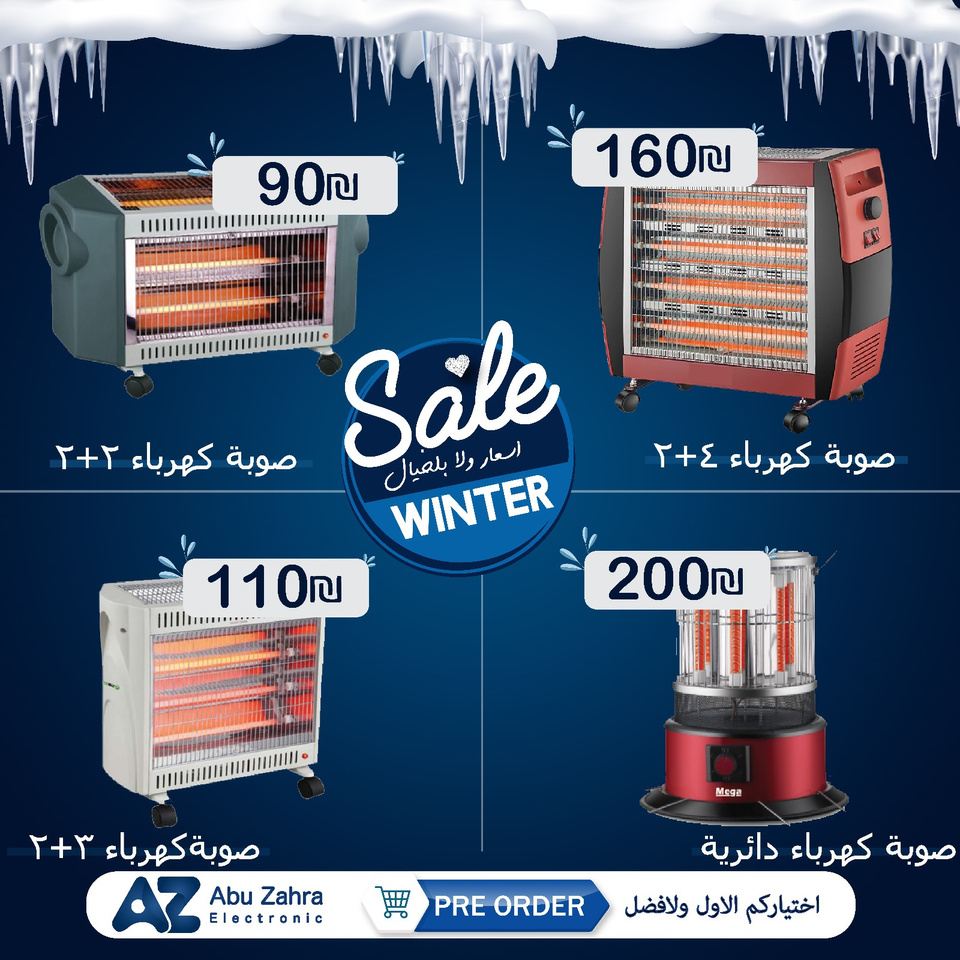 90₪
160₪
صوبة كهرباء ٢+٢
صوبة كهرباء ٤+٢
Sale
اسعار ولا بلخيال
WINTER
110₪
200₪
Mega
صوبةكهرباء ٣+٢
صوبة كهرباء دائرية
AZ Abu Zahra
Electronic
PRE ORDER
اختياركم الاول ولافضل